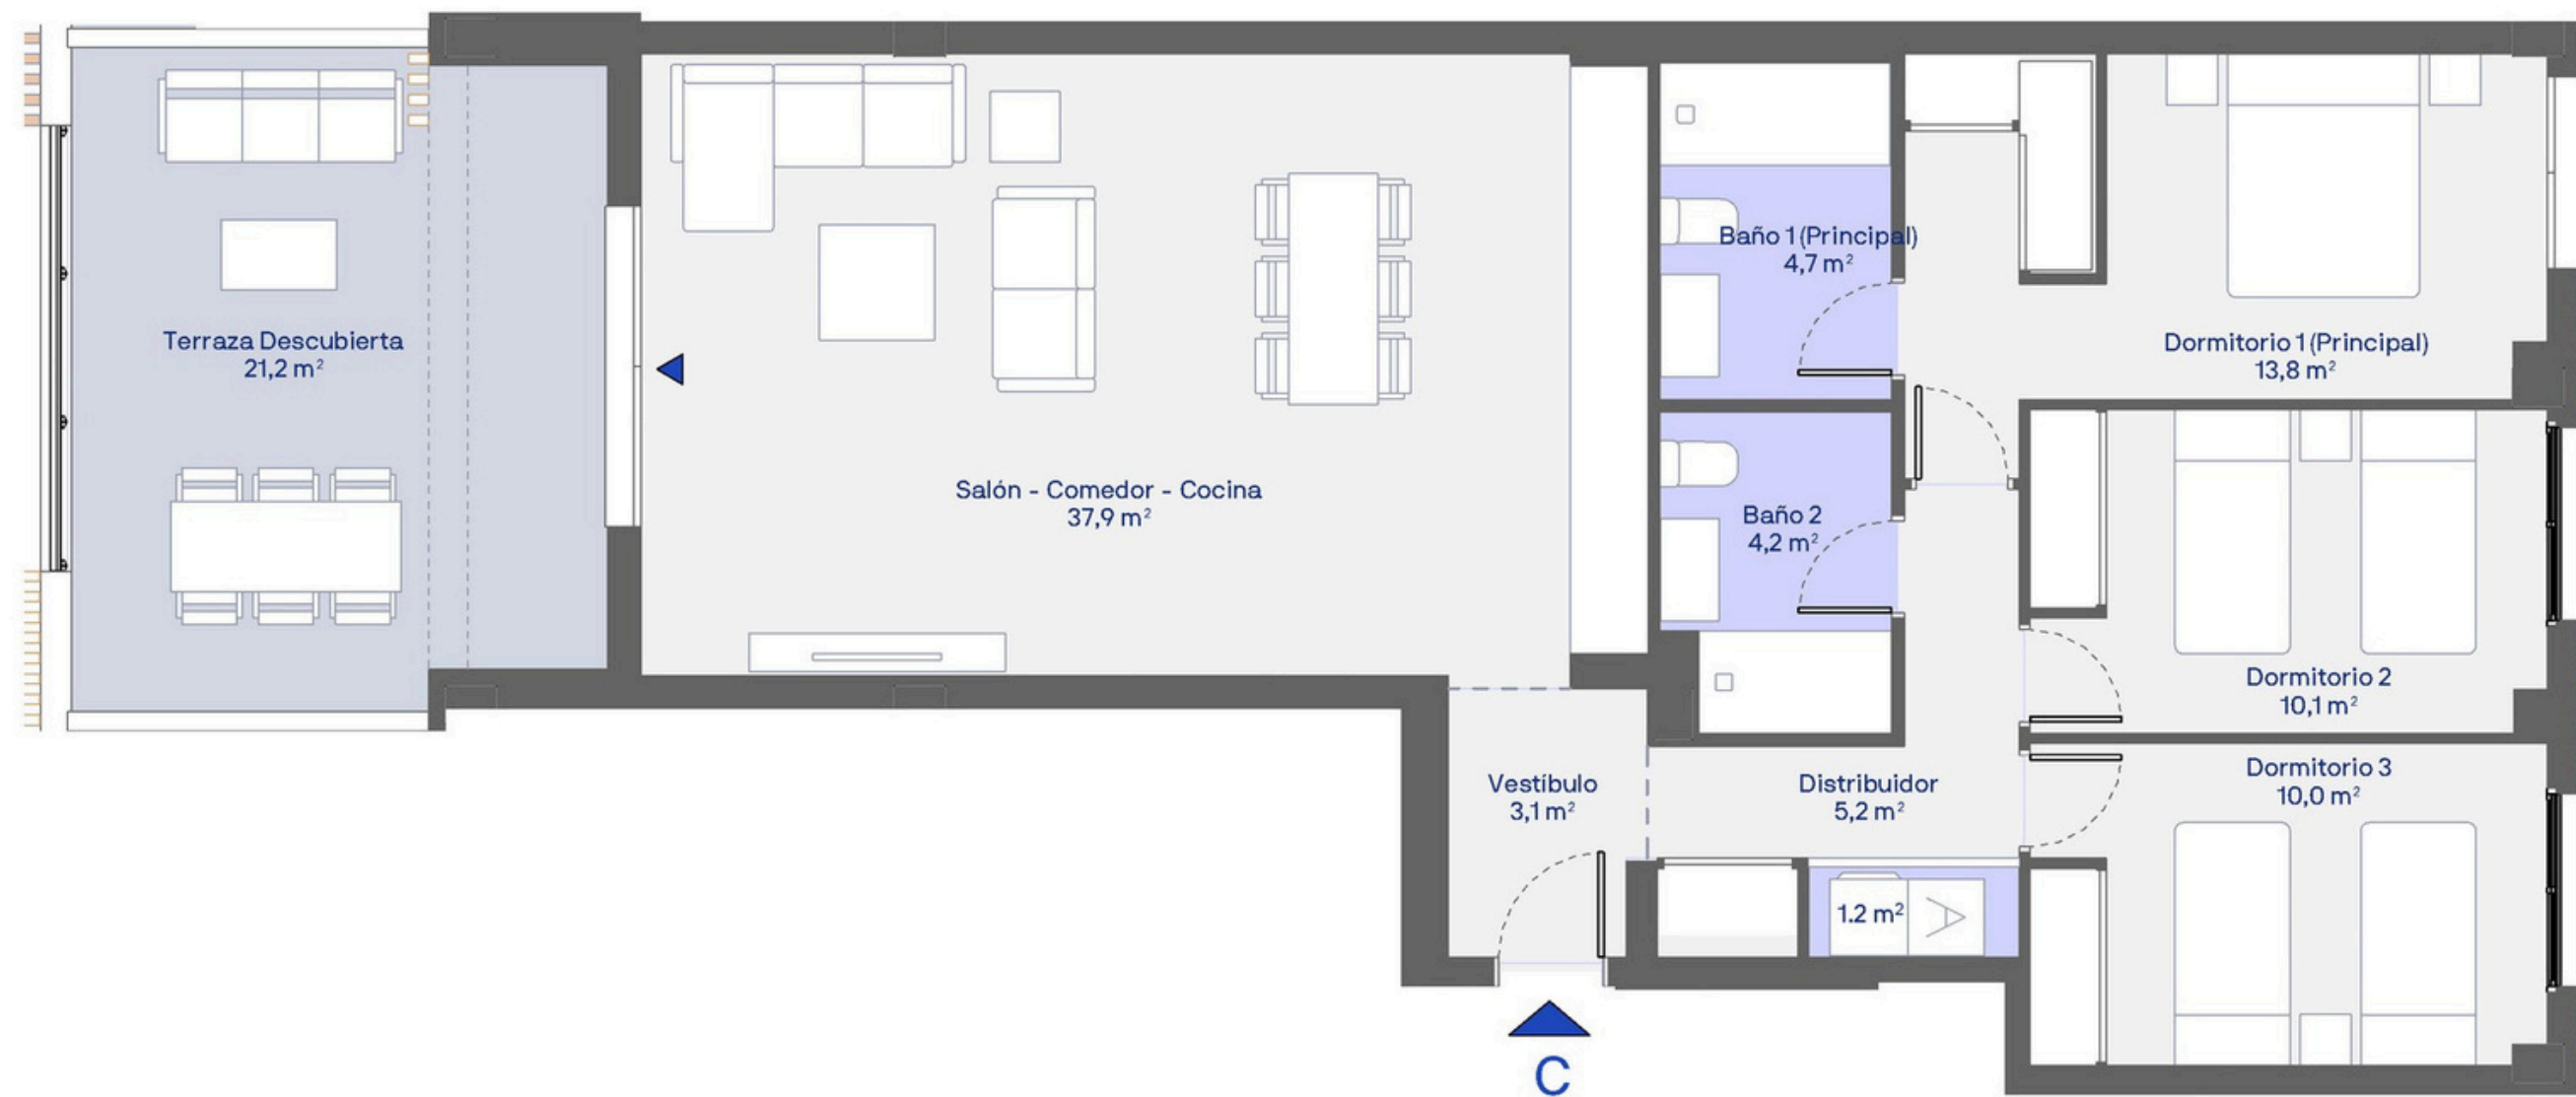 Terraza Descubierta
21,2 m²
Salón - Comedor - Cocina
37,9 m²
Baño 1 (Principal)
4,7 m²
Baño 2
4,2 m²
Dormitorio 1 (Principal)
13,8 m²
Dormitorio 2
10,1 m²
Dormitorio 3
10,0 m²
Vestíbulo
3,1 m²
Distribuidor
5,2 m²
1.2 m²
A
C